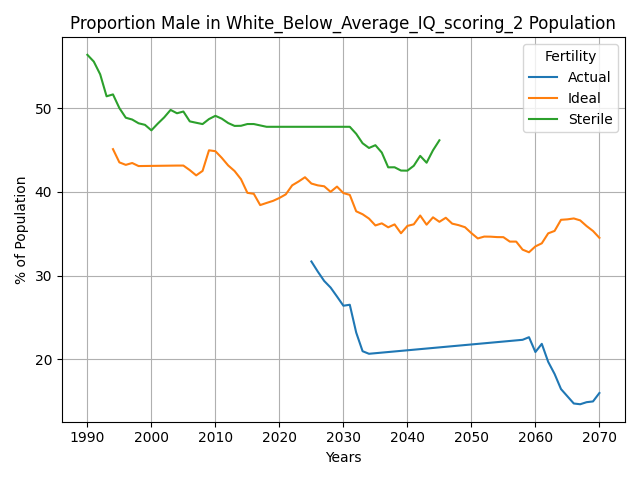 Proportion Male in White_Below_Average_IQ_scoring_2 Population
Fertility
Actual
Ideal
Sterile
% of Population
50
40
30
20
1990 2000 2010 2020 2030 2040 2050 2060 2070
Years